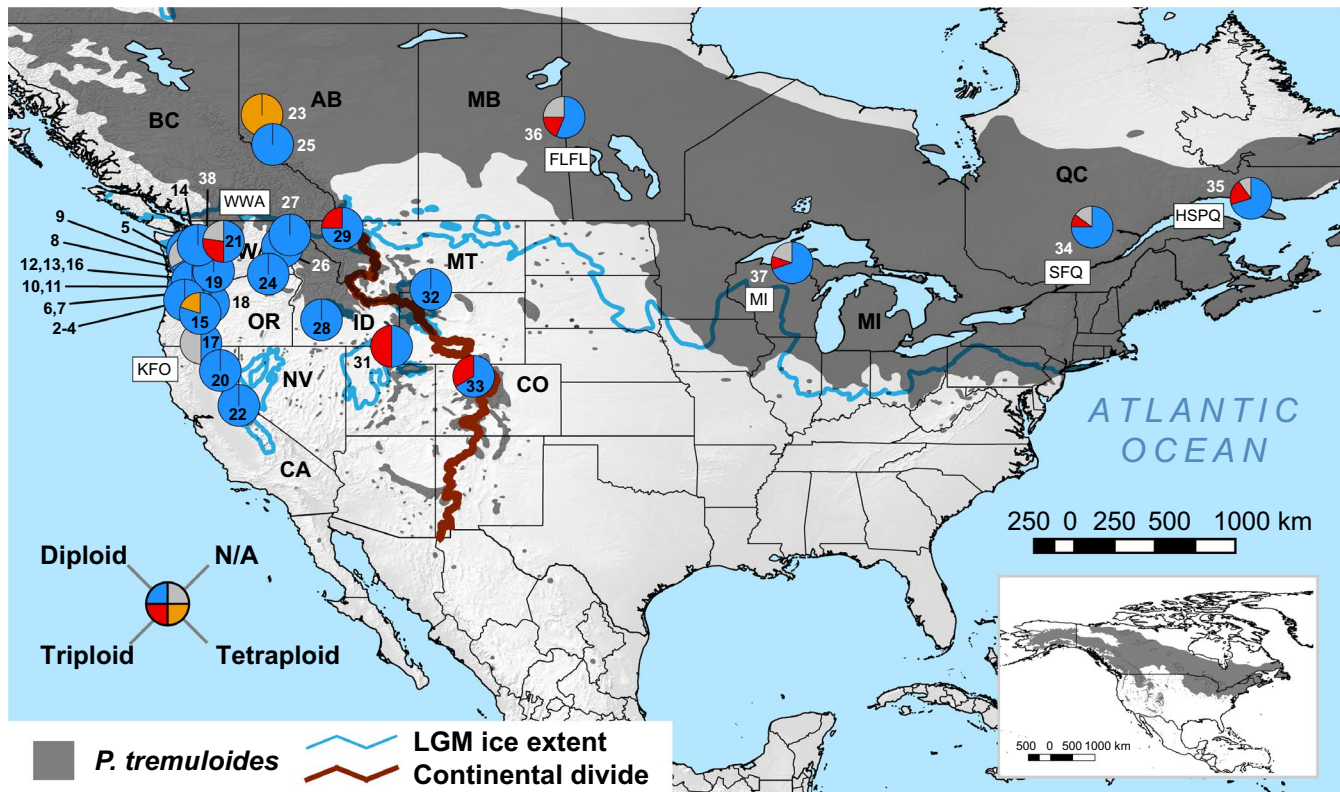 BC
AB
MB
QC
23
25
36
FLFL
35
HSPQ
34
SFQ
38
14
WWA
27
9
5
8
12,13,16
10,11
6,7
2-4
21
W
29
MT
26
19
24
32
18
15
OR
28
ID
37
MI
MI
17
KFO
31
20
NV
33
CO
22
CA
ATLANTIC
OCEAN
250 0 250 500 1000 km
Diploid
N/A
Triploid
Tetraploid
500 0 500 1000 km
P. tremuloides
LGM ice extent
Continental divide